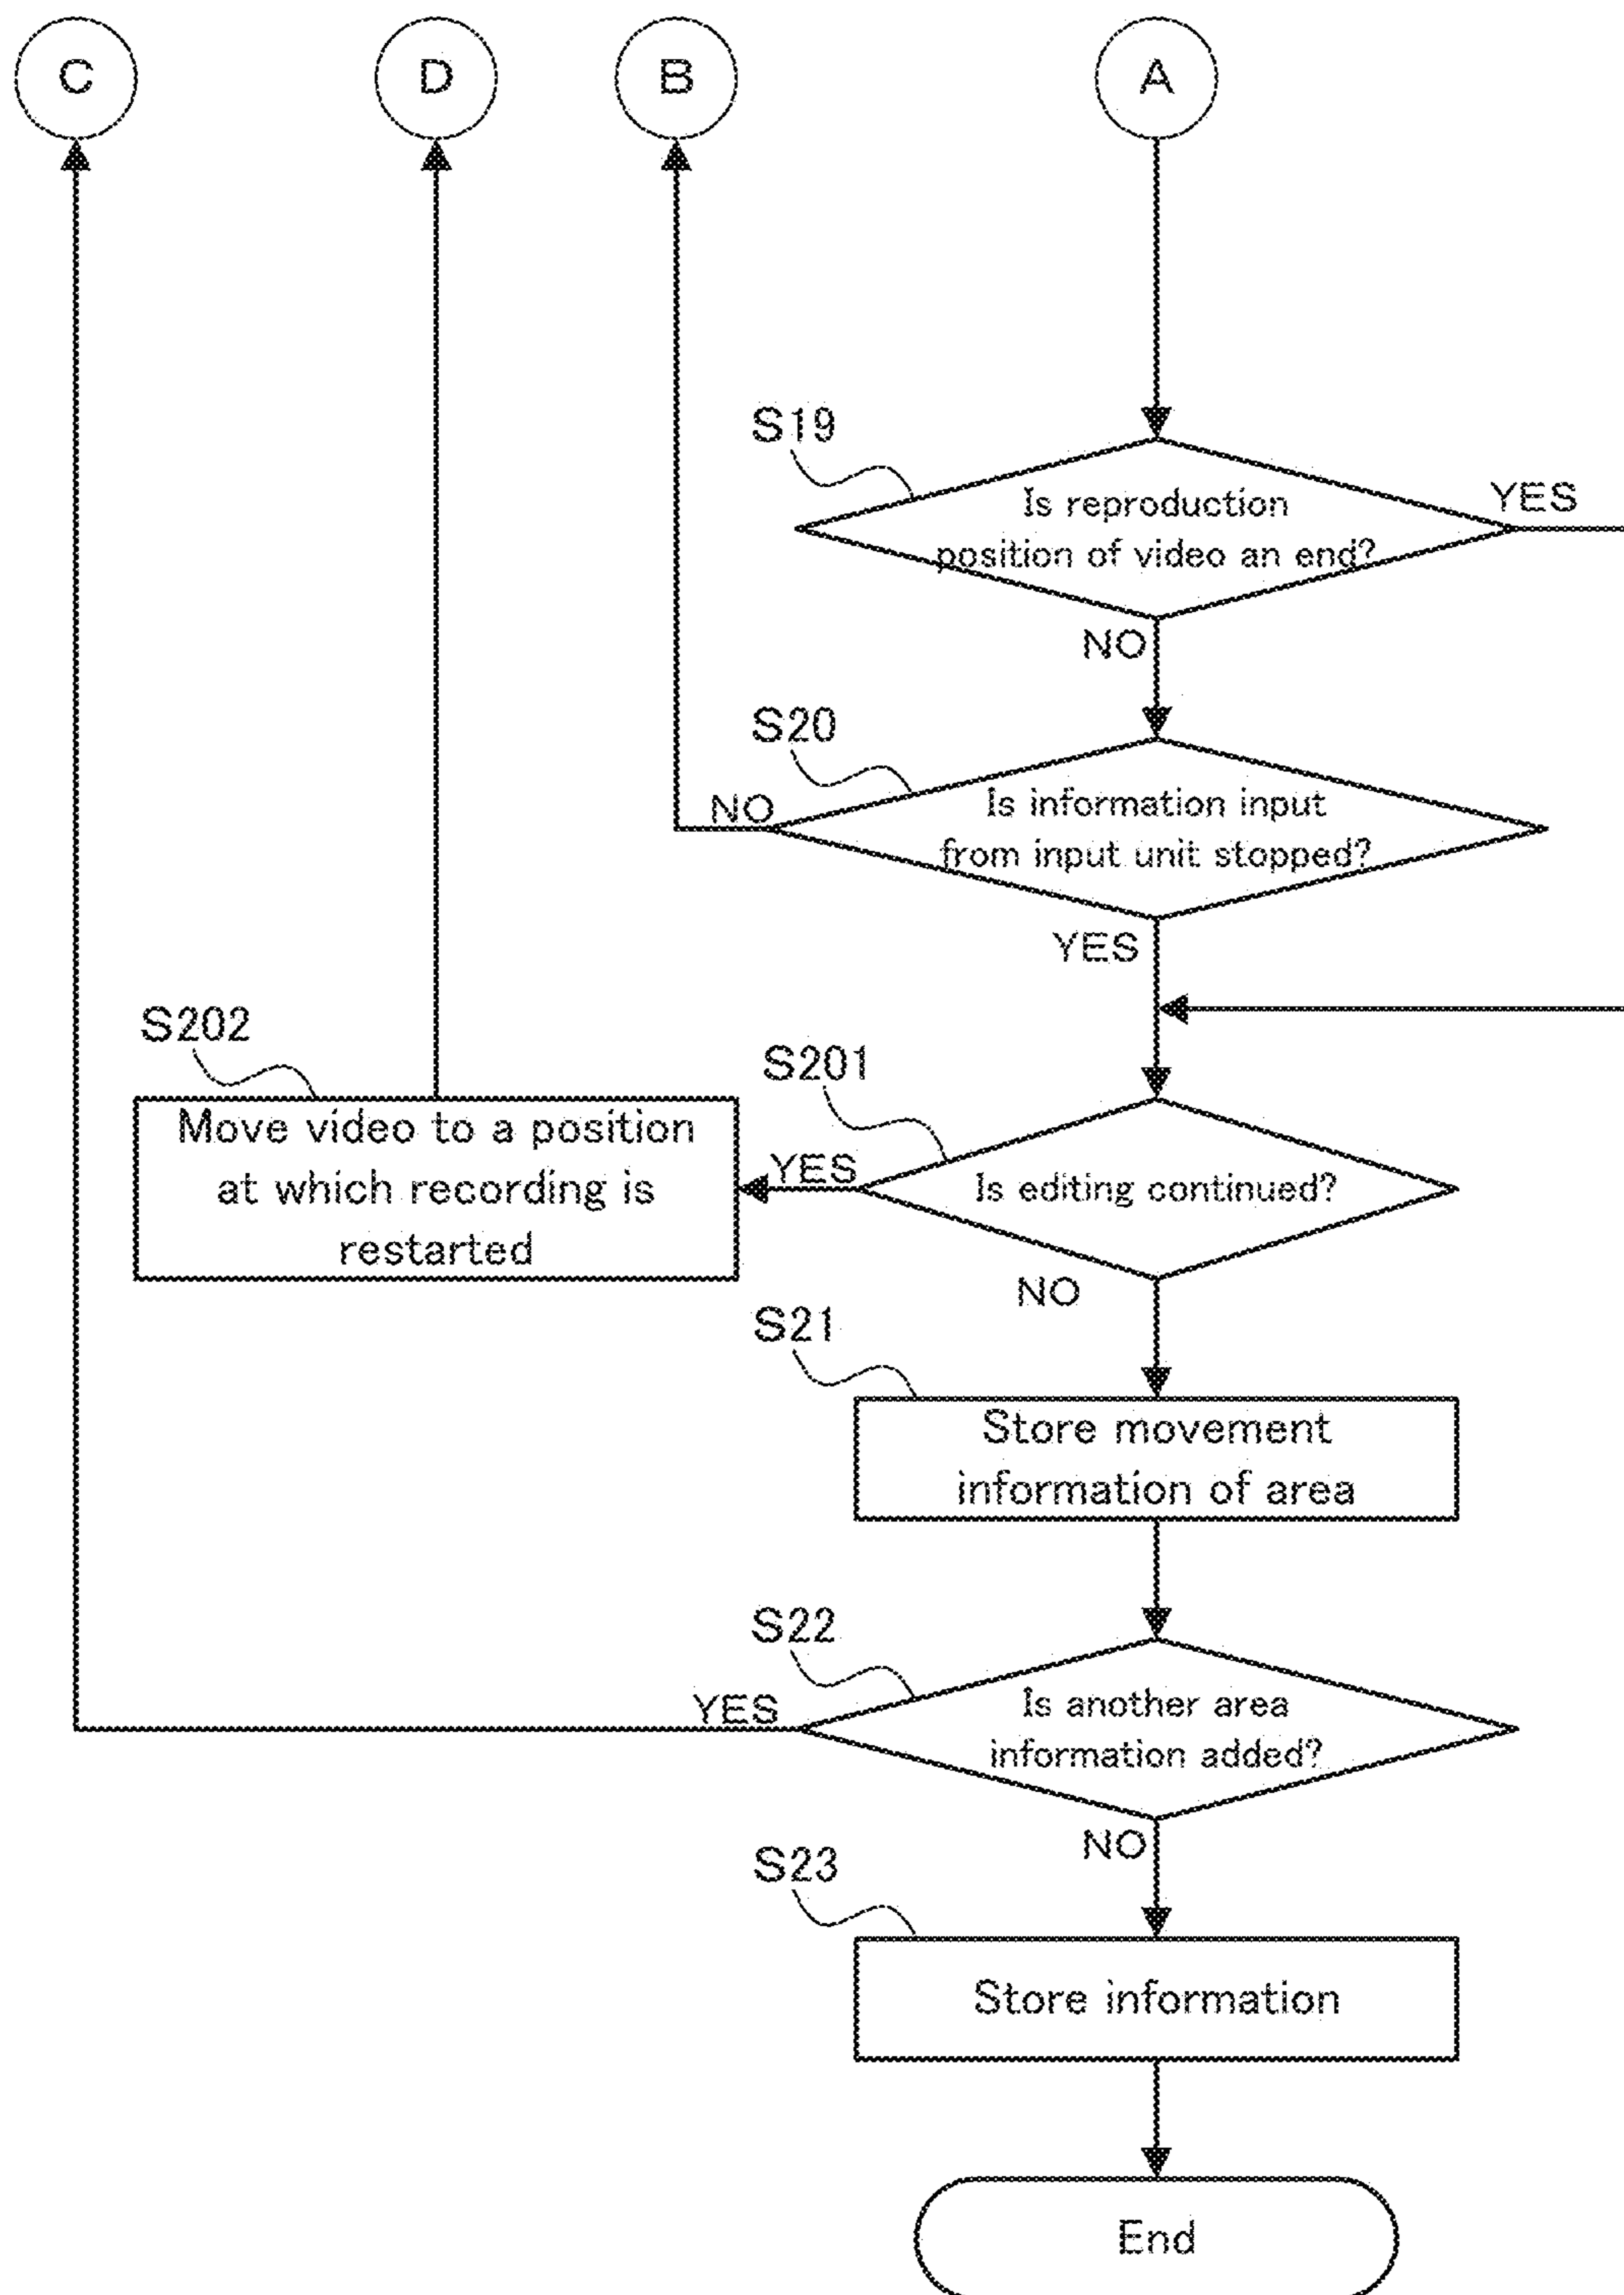 C
D
B
A
S19
Is reproduction
position of video an end?
YES
NO
S20
Is information input
from input unit stopped?
NO
YES
S202
Move video to a position
at which recording is
restarted
S201
YES
Is editing continued?
NO
S21
Store movement
information of area
S22
YES
Is another area
information added?
NO
S23
Store information
End